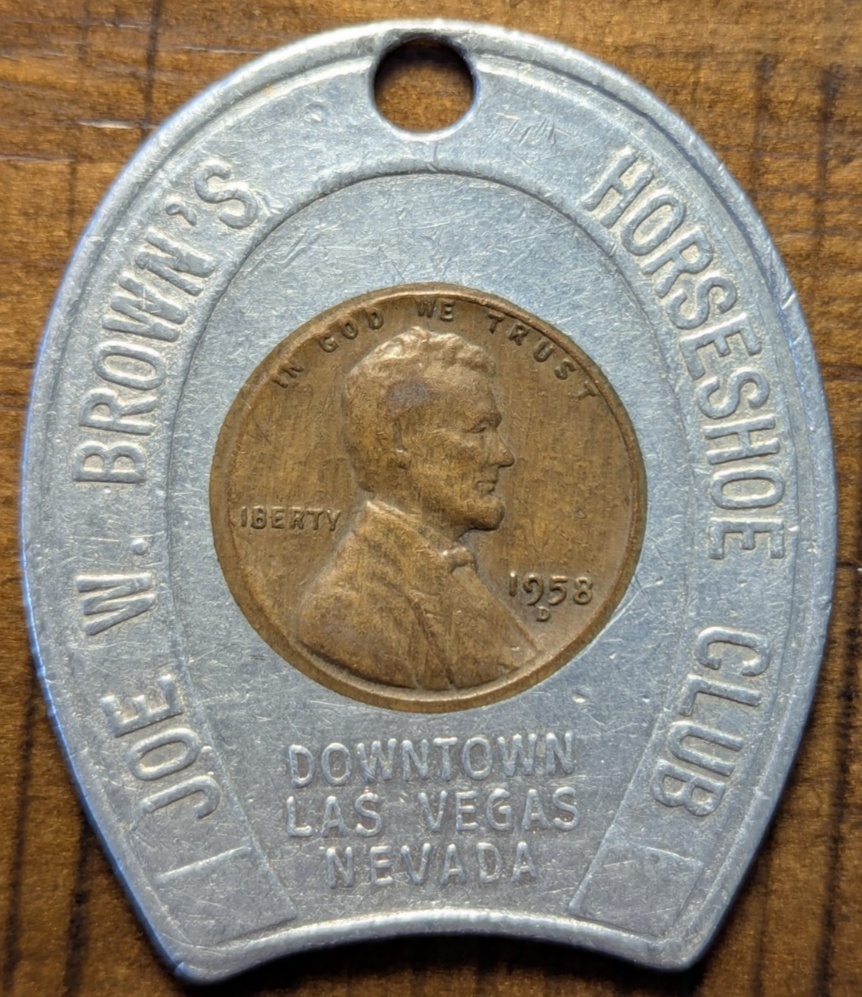 JOE W. BROWN'S HORSESHOE CLUB
IN GOD WE TRUST
LIBERTY
1958
D
DOWNTOWN
LAS VEGAS
NEVADA